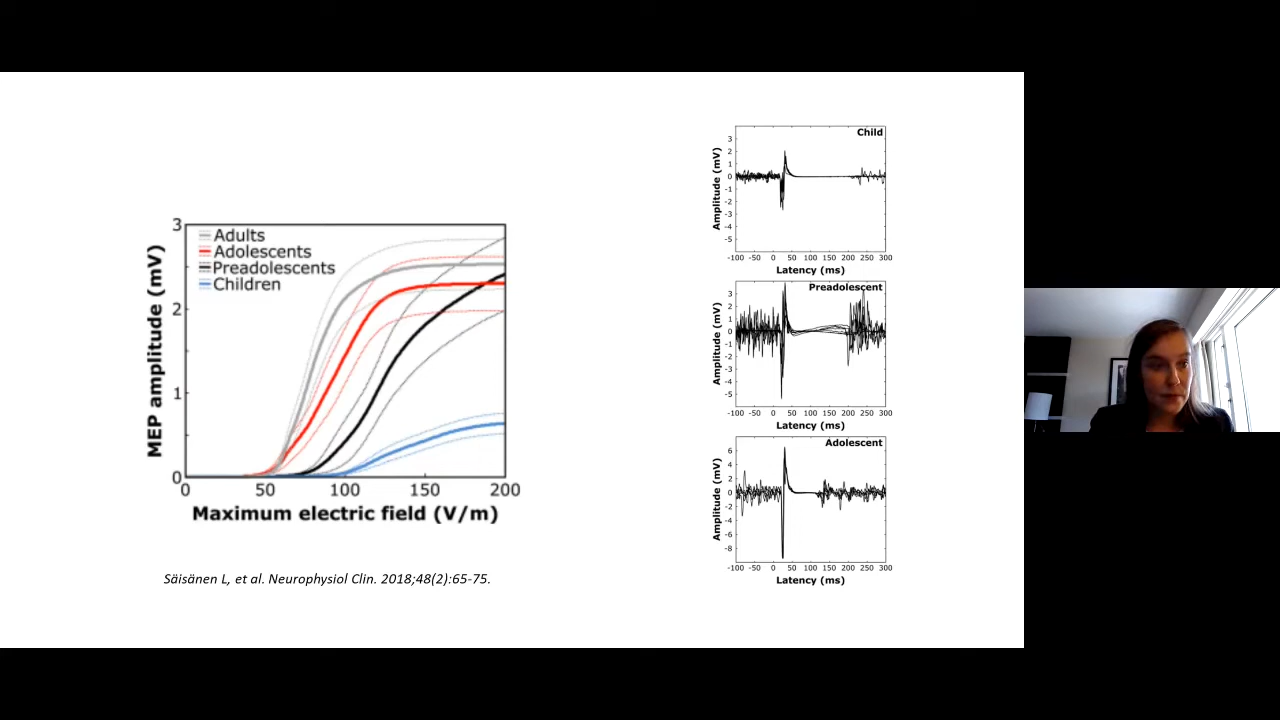 3
2
1
0
MEP amplitude (mV)
Adults
Adolescents
Preadolescents
Children
0 50 100 150 200
Maximum electric field (V/m)
Säisänen L, et al. Neurophysiol Clin. 2018;48(2):65-75.
Child
Amplitude (mV)
3
2
1
0
-1
-2
-3
-4
-5
-100 -50 0 50 100 150 200 250 300
Latency (ms)
Preadolescent
Amplitude (mV)
3
2
1
0
-1
-2
-3
-4
-5
-100 -50 0 50 100 150 200 250 300
Latency (ms)
Adolescent
Amplitude (mV)
6
4
2
0
-2
-4
-6
-8
-100 -50 0 50 100 150 200 250 300
Latency (ms)